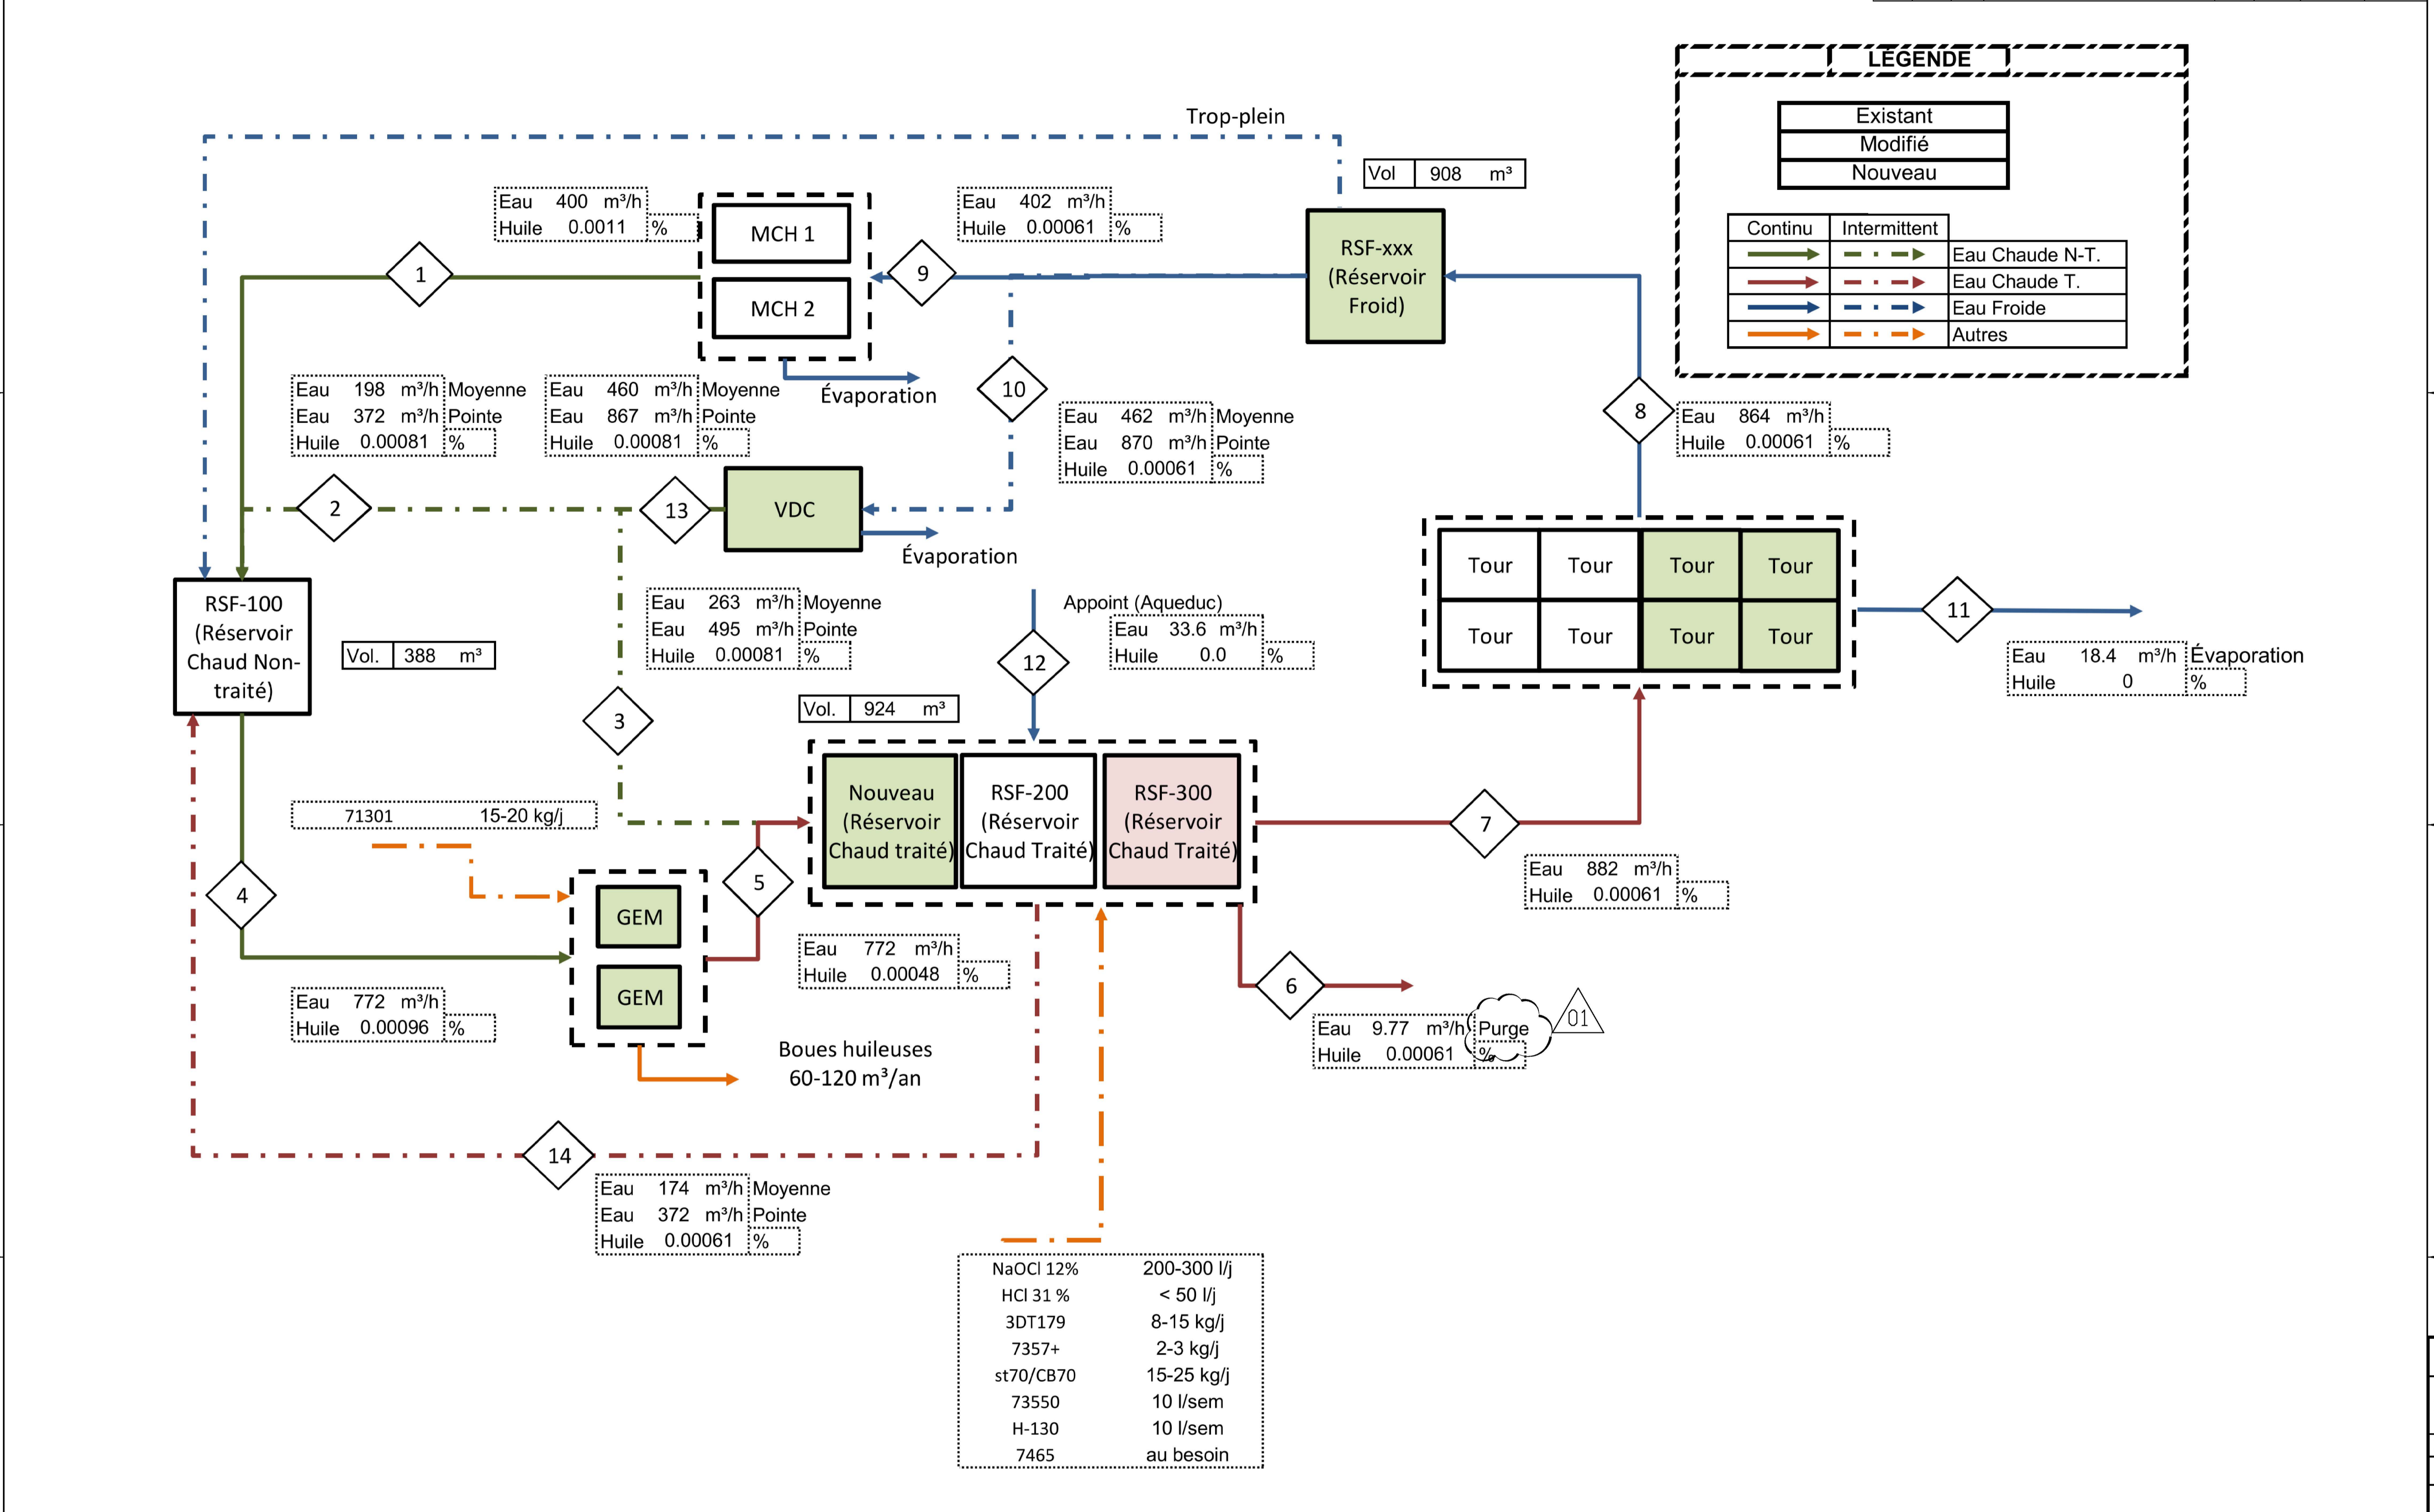 LÉGENDE
Existant
Modifié
Nouveau
Continu Intermittent
Eau Chaude N-T.
Eau Chaude T.
Eau Froide
Autres
Trop-plein
Vol 908 m³
Eau 400 m³/h
Huile 0.0011 %
MCH 1
MCH 2
Eau 402 m³/h
Huile 0.00061 %
RSF-xxx
(Réservoir
Froid)
1
9
Évaporation
10
8
Eau 198 m³/h Moyenne
Eau 372 m³/h Pointe
Huile 0.00081 %
Eau 460 m³/h Moyenne
Eau 867 m³/h Pointe
Huile 0.00081 %
Eau 462 m³/h Moyenne
Eau 870 m³/h Pointe
Huile 0.00061 %
Eau 864 m³/h
Huile 0.00061 %
2
13
VDC
Évaporation
Tour Tour Tour Tour
Tour Tour Tour Tour
11
Eau 18.4 m³/h Évaporation
Huile 0 %
RSF-100
(Réservoir
Chaud Non-
traité)
Vol. 388 m³
Eau 263 m³/h Moyenne
Eau 495 m³/h Pointe
Huile 0.00081 %
Appoint (Aqueduc)
Eau 33.6 m³/h
Huile 0.0 %
12
3
Vol. 924 m³
Nouveau
(Réservoir
Chaud traité)
RSF-200
(Réservoir
Chaud Traité)
RSF-300
(Réservoir
Chaud Traité)
7
Eau 882 m³/h
Huile 0.00061 %
71301 15-20 kg/j
4
5
GEM
GEM
Eau 772 m³/h
Huile 0.00048 %
6
Eau 9.77 m³/h Purge
Huile 0.00061 %
01
Eau 772 m³/h
Huile 0.00096 %
Boues huileuses
60-120 m³/an
14
Eau 174 m³/h Moyenne
Eau 372 m³/h Pointe
Huile 0.00061 %
NaOCl 12% 200-300 l/j
HCl 31 % < 50 l/j
3DT179 8-15 kg/j
7357+ 2-3 kg/j
st70/CB70 15-25 kg/j
73550 10 l/sem
H-130 10 l/sem
7465 au besoin